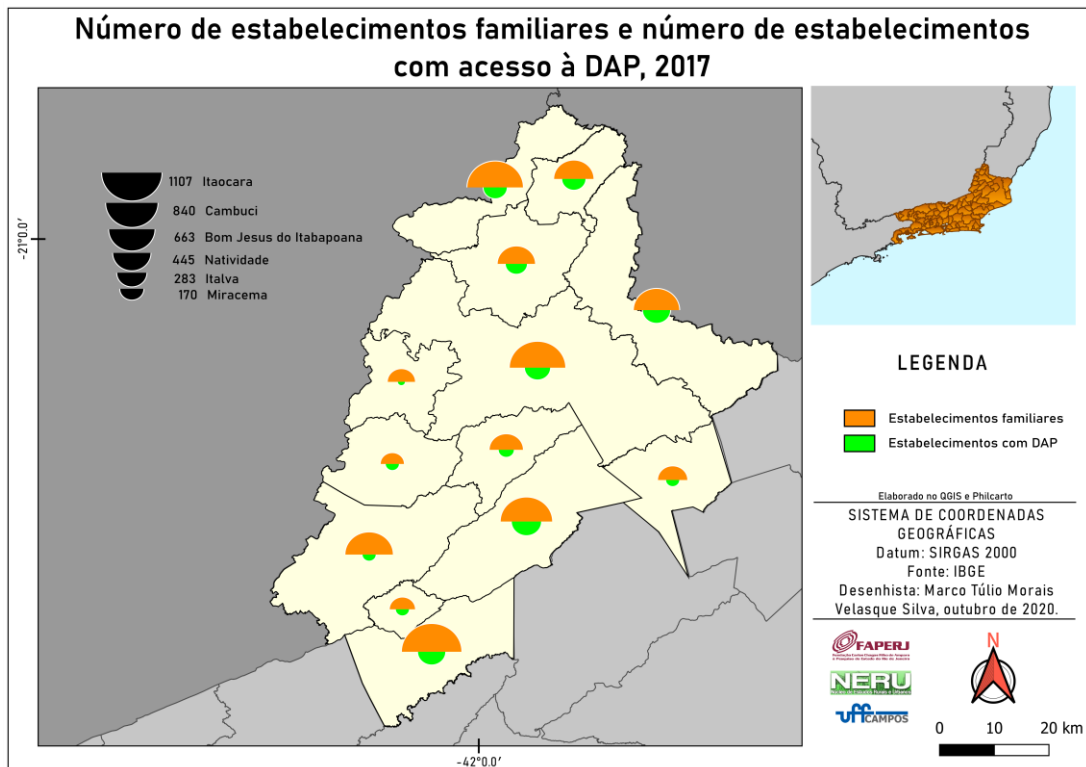 Número de estabelecimentos familiares e número de estabelecimentos
com acesso à DAP, 2017
1107 Itaocara
840 Cambuci
663 Bom Jesus do Itabapoana
445 Natividade
283 Italva
170 Miracema
-21°0.0'
-42°0.0'
LEGENDA
Estabelecimentos familiares
Estabelecimentos com DAP
Elaborado no QGIS e Philcarto
SISTEMA DE COORDENADAS
GEOGRÁFICAS
Datum: SIRGAS 2000
Fonte: IBGE
Desenhista: Marco Túlio Morais
Velasque Silva, outubro de 2020.
FAPERJ
NERU
uff CAMPOS
N
0 10 20 km